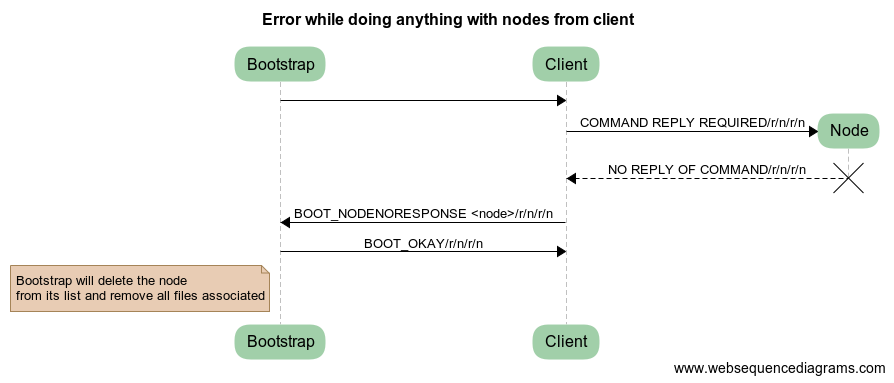 Error while doing anything with nodes from client
Bootstrap
Client
COMMAND REPLY REQUIRED/r/n/r/n
Node
NO REPLY OF COMMAND/r/n/r/n
BOOT_NODENORESPONSE <node>/r/n/r/n
BOOT_OKAY/r/n/r/n
Bootstrap will delete the node
from its list and remove all files associated
Bootstrap
Client
www.websequencediagrams.com